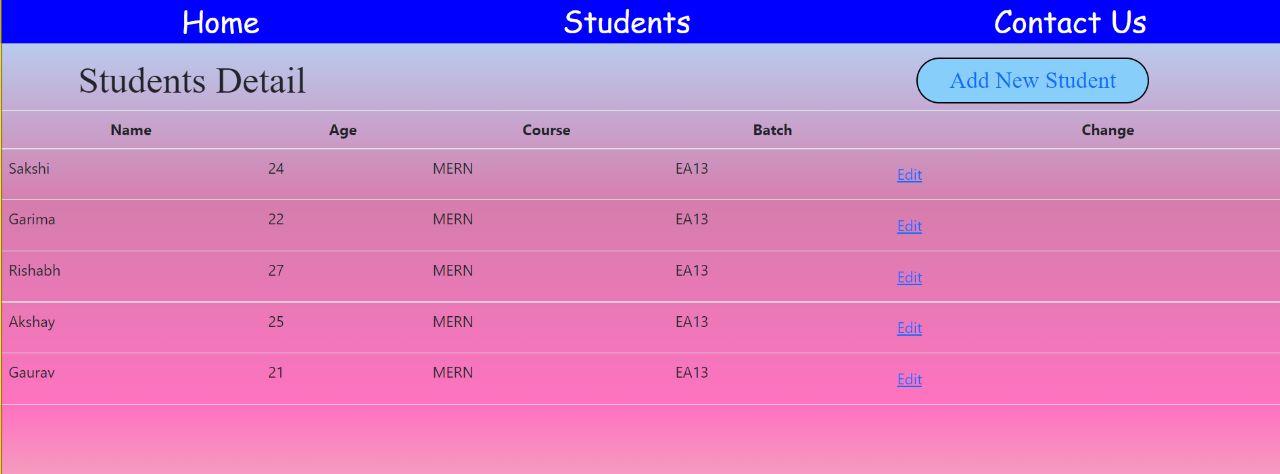 Home Students Contact Us
Students Detail Add New Student
Name Age Course Batch Change
Sakshi 24 MERN EA13 Edit
Garima 22 MERN EA13 Edit
Rishabh 27 MERN EA13 Edit
Akshay 25 MERN EA13 Edit
Gaurav 21 MERN EA13 Edit